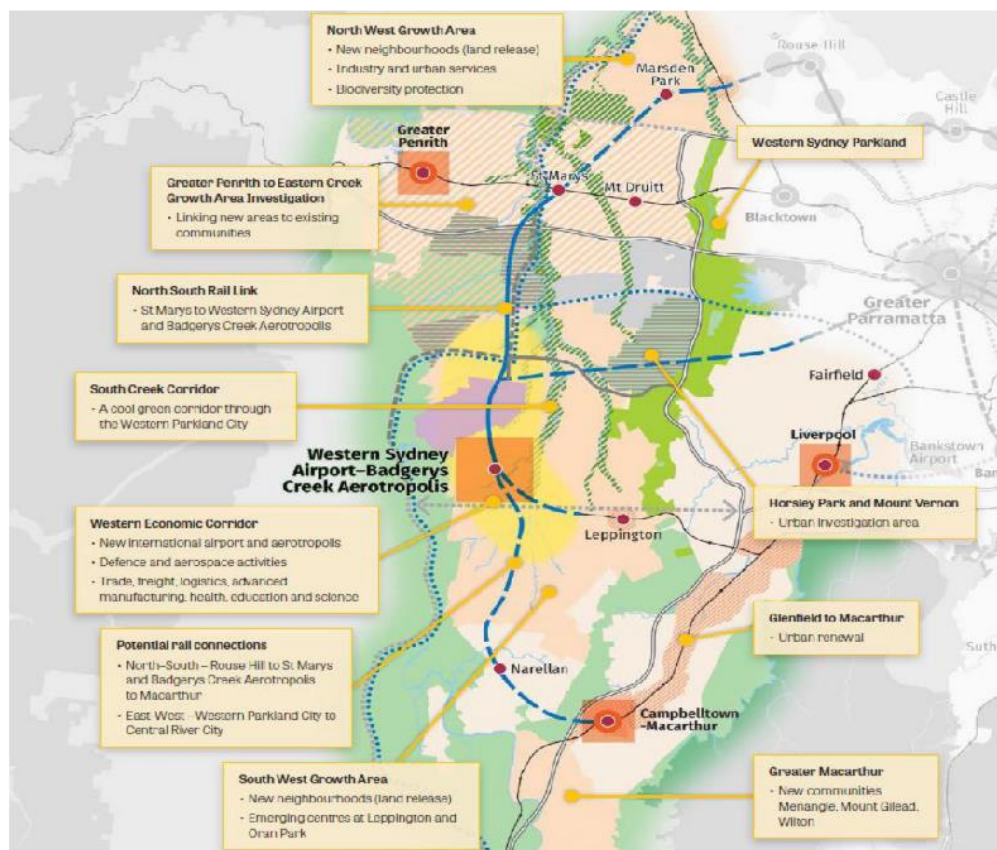 North West Growth Area
• New neighbourhoods (land release)
• Industry and urban services
• Biodiversity protection
Rouse Hill
Marsden
Park
Castle
Hill
Greater
Penrith
Western Sydney Parkland
St Marys
Mt Druitt
Blacktown
Greater Penrith to Eastern Creek
Growth Area Investigation
• Linking new areas to existing
communities
North South Rail Link
• St Marys to Western Sydney Airport
and Badgerys Creek Aerotropolis
Greater
Parramatta
Fairfield
South Creek Corridor
• A cool green corridor through
the Western Parkland City
Liverpool
Bankstown
Airport
Ban
Western Sydney
Airport–Badgerys
Creek Aerotropolis
Horsley Park and Mount Vernon
• Urban investigation area
Western Economic Corridor
• New international airport and aerotropolis
• Defence and aerospace activities
• Trade, freight, logistics, advanced
manufacturing, health, education and science
Leppington
Glenfield to Macarthur
• Urban renewal
Suth
Potential rail connections
• North–South – Rouse Hill to St Marys
and Badgerys Creek Aerotropolis
to Macarthur
• East West – Western Parkland City to
Central River City
Narellan
Campbelltown
-Macarthur
South West Growth Area
• New neighbourhoods (land release)
• Emerging centres at Leppington and
Oran Park
Greater Macarthur
• New communities
Menangle, Mount Gilead,
Wilton